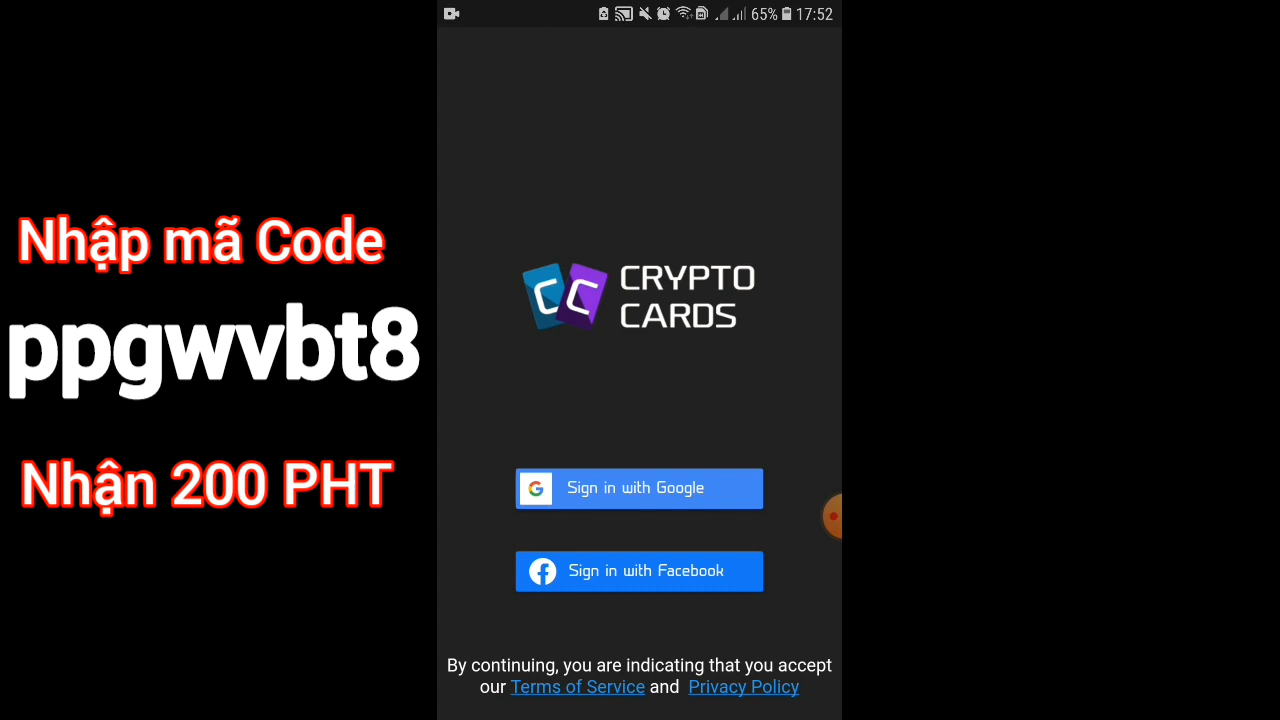 65% 17:52
Nhập mã Code
ppgwvbt8
Nhận 200 PHT
CRYPTO
CARDS
Sign in with Google
Sign in with Facebook
By continuing, you are indicating that you accept
our Terms of Service and Privacy Policy